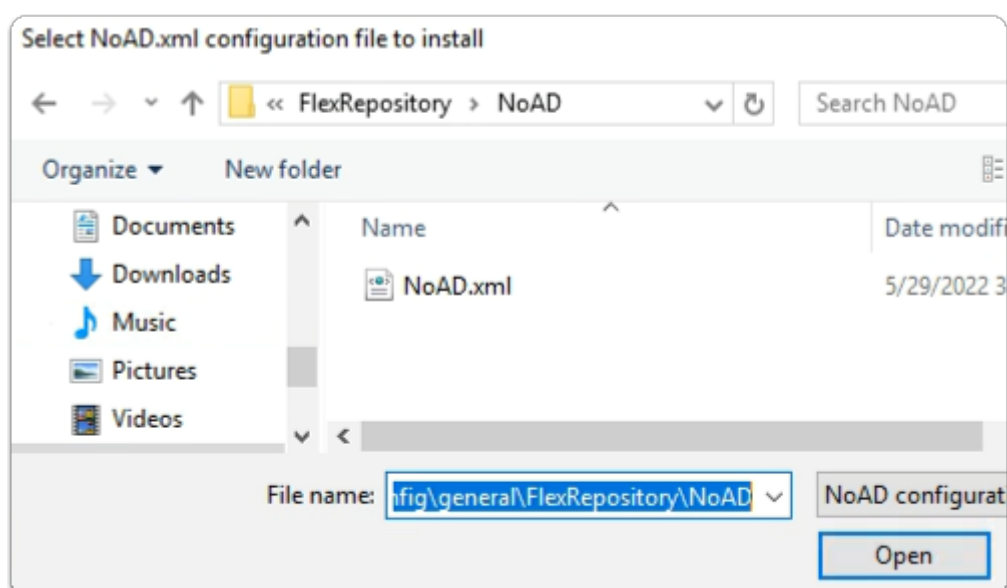 Select NoAD.xml configuration file to install
« FlexRepository > NoAD
Search NoAD
Organize
New folder
Documents
Downloads
Music
Pictures
Videos
Name
Date modifi
NoAD.xml
5/29/2022 3
File name:
nfig\general\FlexRepository\NoAD
NoAD configurat
Open